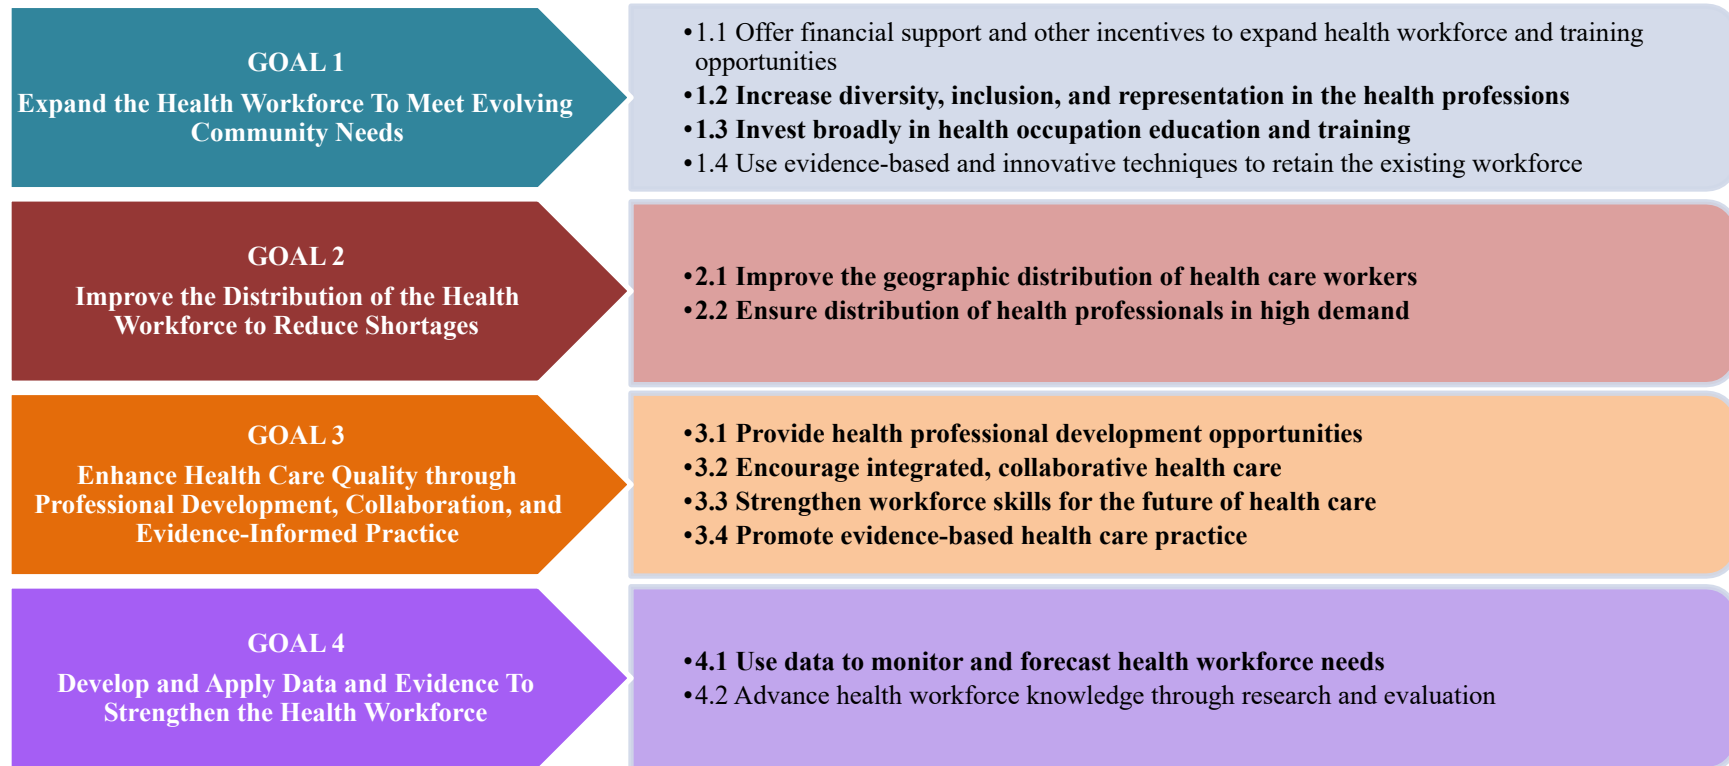 GOAL 1
Expand the Health Workforce To Meet Evolving
Community Needs
•1.1 Offer financial support and other incentives to expand health workforce and training
opportunities
•1.2 Increase diversity, inclusion, and representation in the health professions
•1.3 Invest broadly in health occupation education and training
•1.4 Use evidence-based and innovative techniques to retain the existing workforce
GOAL 2
Improve the Distribution of the Health
Workforce to Reduce Shortages
•2.1 Improve the geographic distribution of health care workers
•2.2 Ensure distribution of health professionals in high demand
GOAL 3
Enhance Health Care Quality through
Professional Development, Collaboration, and
Evidence-Informed Practice
•3.1 Provide health professional development opportunities
•3.2 Encourage integrated, collaborative health care
•3.3 Strengthen workforce skills for the future of health care
•3.4 Promote evidence-based health care practice
GOAL 4
Develop and Apply Data and Evidence To
Strengthen the Health Workforce
•4.1 Use data to monitor and forecast health workforce needs
•4.2 Advance health workforce knowledge through research and evaluation